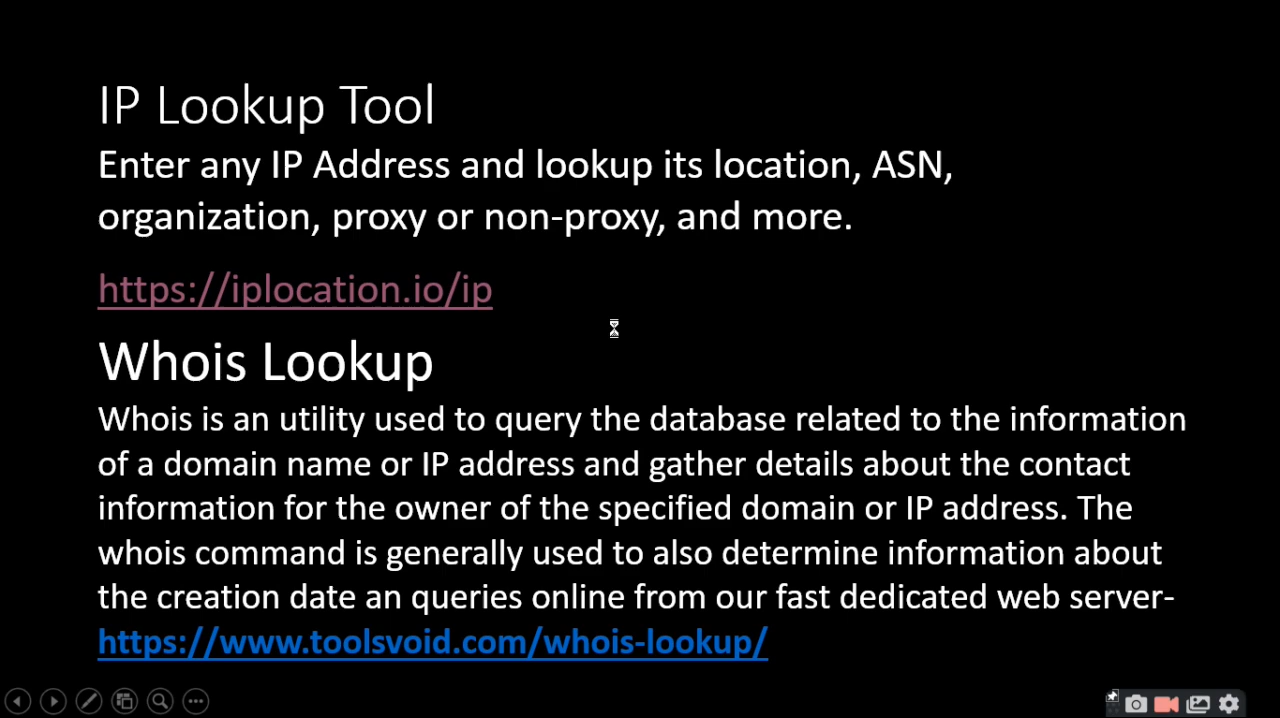 IP Lookup Tool
Enter any IP Address and lookup its location, ASN,
organization, proxy or non-proxy, and more.
https://iplocation.io/ip
Whois Lookup
Whois is an utility used to query the database related to the information
of a domain name or IP address and gather details about the contact
information for the owner of the specified domain or IP address. The
whois command is generally used to also determine information about
the creation date an queries online from our fast dedicated web server-
https://www.toolsvoid.com/whois-lookup/